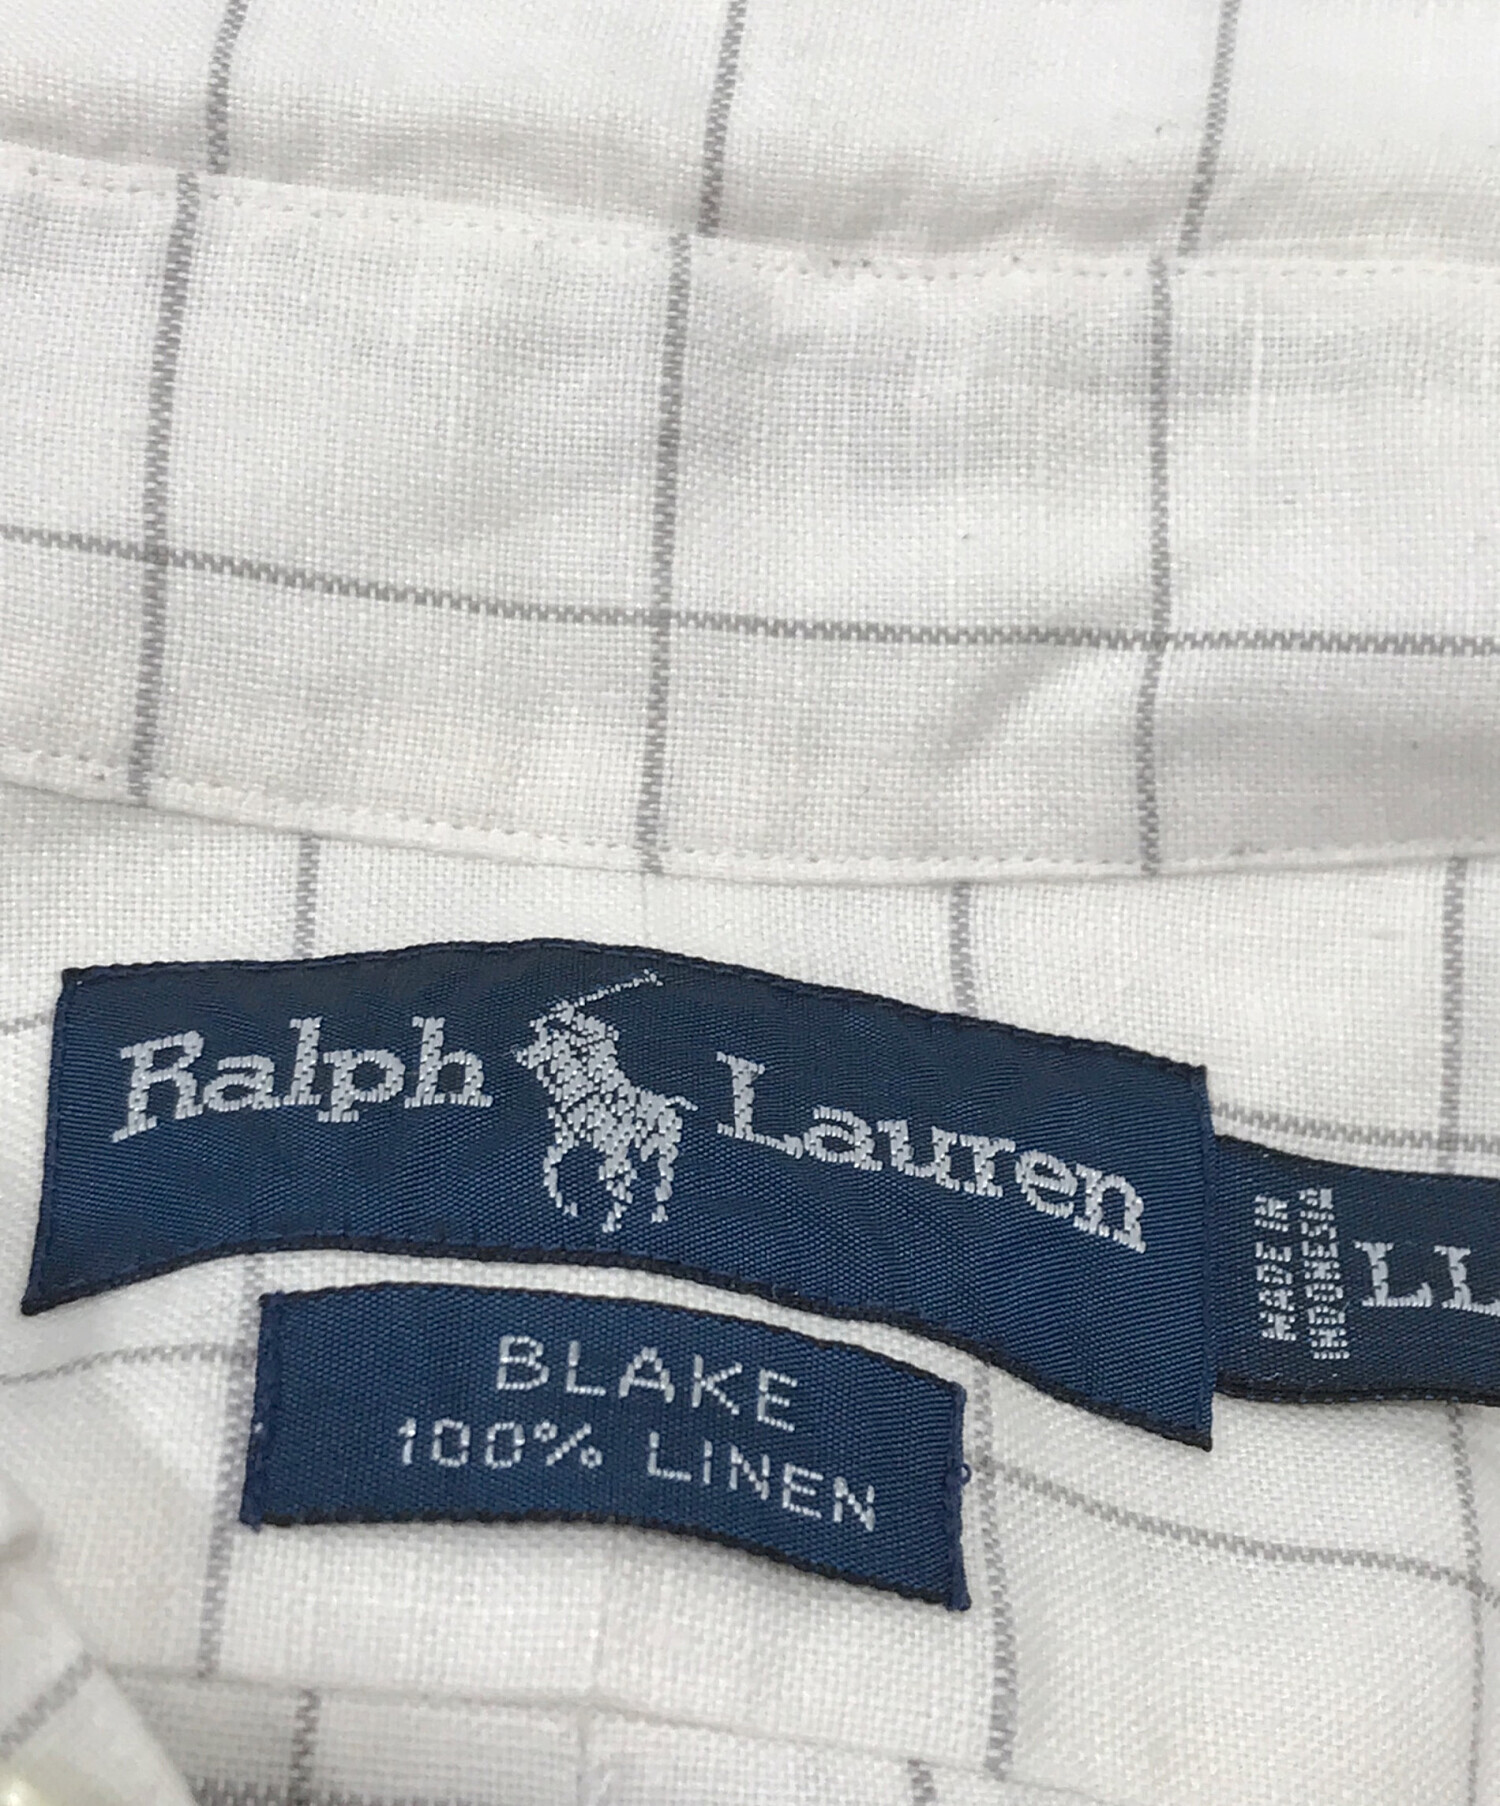 Ralph Lauren
MADE IN
INDONESIA
LL
BLAKE
100% LINEN